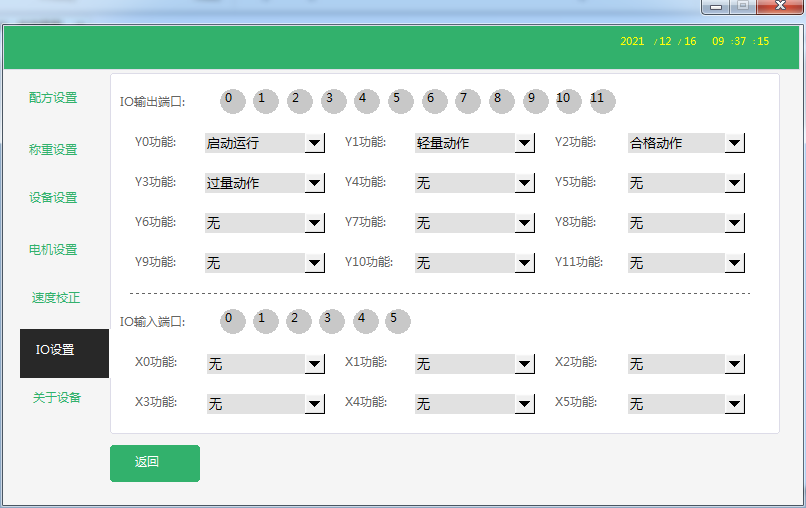 2021 / 12 / 16 09 : 37 : 15
配方设置
称重设置
设备设置
电机设置
速度校正
IO设置
关于设备
IO输出端口: 0 1 2 3 4 5 6 7 8 9 10 11
Y0功能: 启动运行 Y1功能: 轻量动作 Y2功能: 合格动作
Y3功能: 过量动作 Y4功能: 无 Y5功能: 无
Y6功能: 无 Y7功能: 无 Y8功能: 无
Y9功能: 无 Y10功能: 无 Y11功能: 无
IO输入端口: 0 1 2 3 4 5
X0功能: 无 X1功能: 无 X2功能: 无
X3功能: 无 X4功能: 无 X5功能: 无
返回